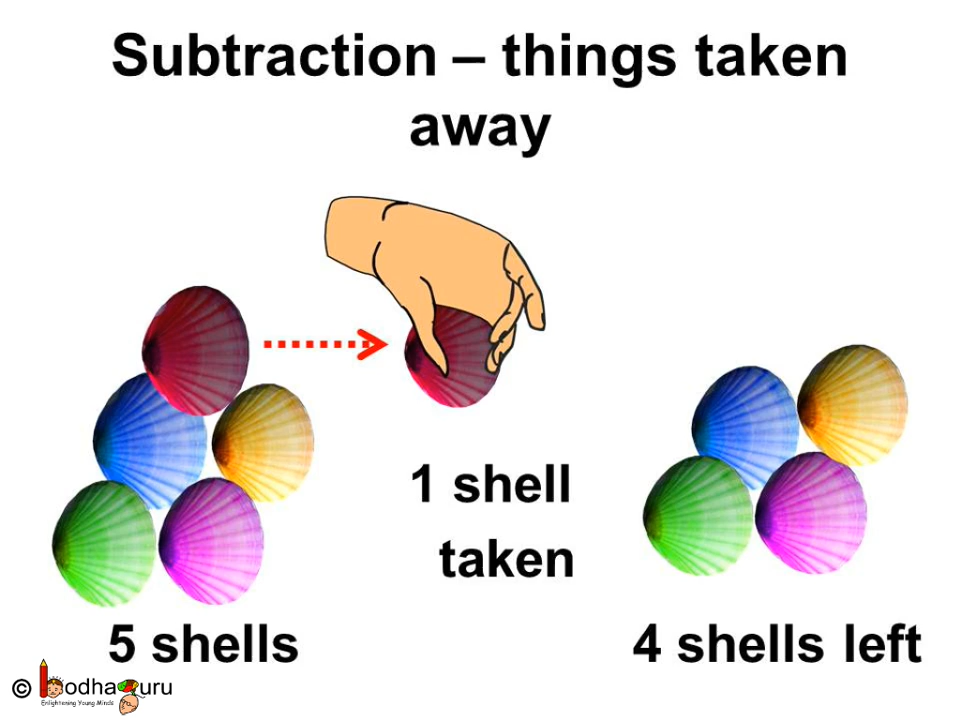 Subtraction – things taken
away
1 shell
taken
5 shells
4 shells left
© BodhaGuru
Enlightening Young Minds